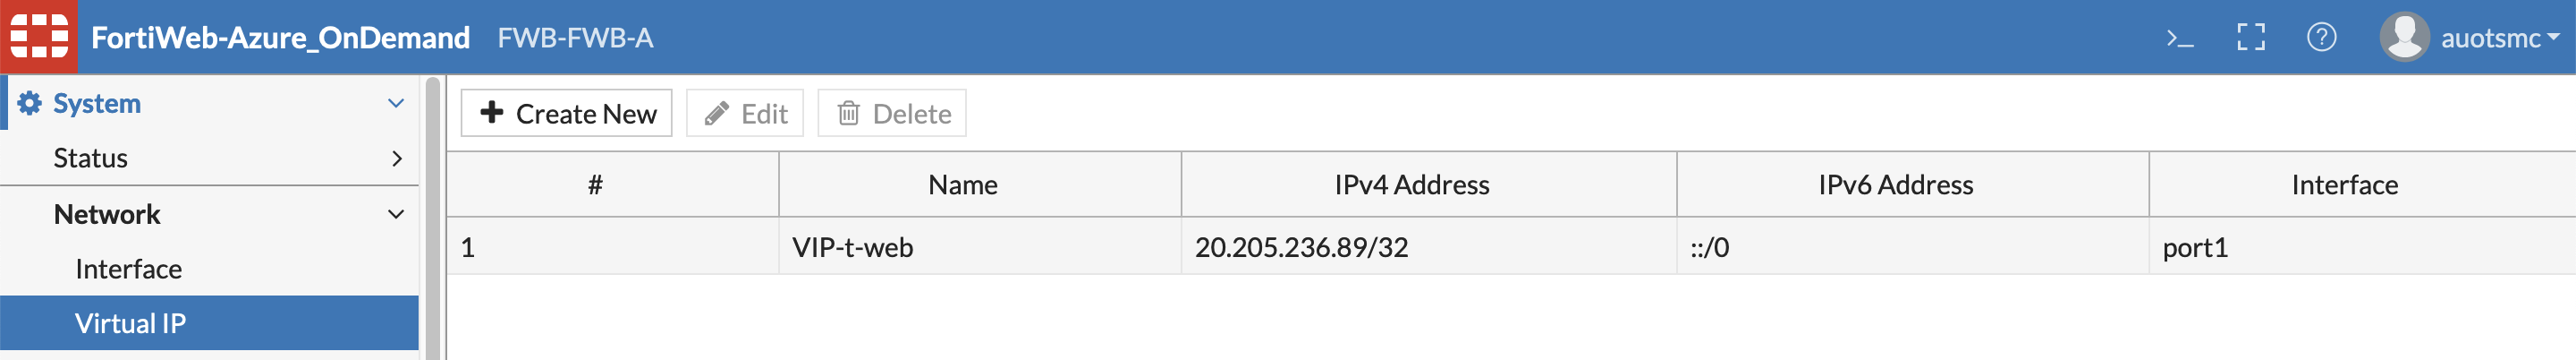 FortiWeb-Azure_OnDemand FWB-FWB-A >_ ? auotsmc
System
Status
Network
Interface
Virtual IP
Create New Edit Delete
# Name IPv4 Address IPv6 Address Interface
1 VIP-t-web 20.205.236.89/32 ::/0 port1